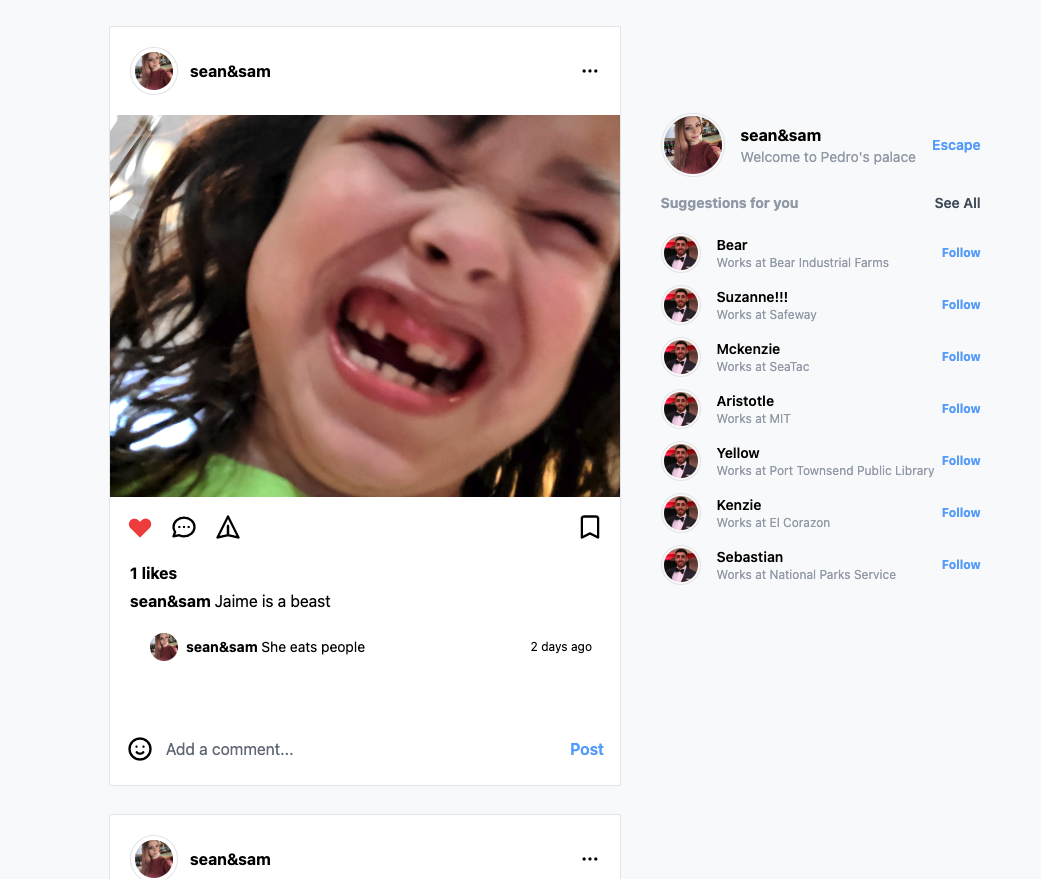 sean&sam
sean&sam
Welcome to Pedro's palace
Escape
Suggestions for you
See All
Bear
Works at Bear Industrial Farms
Follow
Suzanne!!!
Works at Safeway
Follow
Mckenzie
Works at SeaTac
Follow
Aristotle
Works at MIT
Follow
Yellow
Works at Port Townsend Public Library
Follow
Kenzie
Works at El Corazon
Follow
Sebastian
Works at National Parks Service
Follow
1 likes
sean&sam Jaime is a beast
sean&sam She eats people
2 days ago
Add a comment...
Post
sean&sam